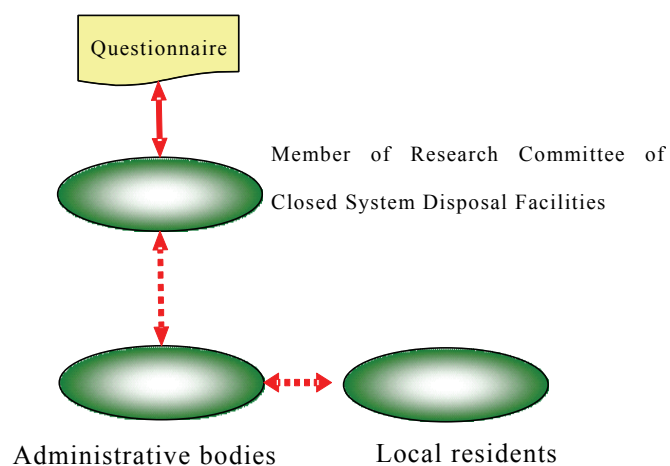 Questionnaire
Member of Research Committee of
Closed System Disposal Facilities
Administrative bodies
Local residents